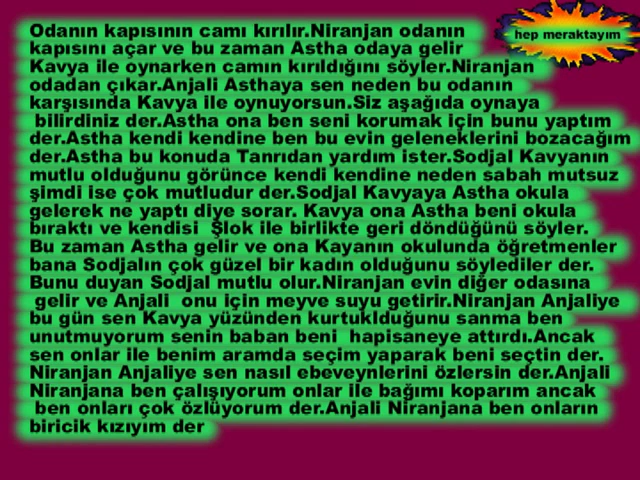 hep meraktayım
Odanın kapısının camı kırılır.Niranjan odanın
kapısını açar ve bu zaman Astha odaya gelir
Kavya ile oynarken camın kırıldığını söyler.Niranjan
odadan çıkar.Anjali Asthaya sen neden bu odanın
karşısında Kavya ile oynuyorsun.Siz aşağıda oynaya
bilirdiniz der.Astha ona ben seni korumak için bunu yaptım
der.Astha kendi kendine ben bu evin geleneklerini bozacağım
der.Astha bu konuda Tanrıdan yardım ister.Sodjal Kavyanın
mutlu olduğunu görünce kendi kendine neden sabah mutsuz
şimdi ise çok mutludur der.Sodjal Kavyaya Astha okula
gelerek ne yaptı diye sorar. Kavya ona Astha beni okula
bıraktı ve kendisi Şlok ile birlikte geri döndüğünü söyler.
Bu zaman Astha gelir ve ona Kayanın okulunda öğretmenler
bana Sodjalın çok güzel bir kadın olduğunu söylediler der.
Bunu duyan Sodjal mutlu olur.Niranjan evin diğer odasına
gelir ve Anjali onu için meyve suyu getirir.Niranjan Anjaliye
bu gün sen Kavya yüzünden kurtuklduğunu sanma ben
unutmuyorum senin baban beni hapisaneye attırdı.Ancak
sen onlar ile benim aramda seçim yaparak beni seçtin der.
Niranjan Anjaliye sen nasıl ebeveynlerini özlersin der.Anjali
Niranjana ben çalışıyorum onlar ile bağımı koparım ancak
ben onları çok özlüyorum der.Anjali Niranjana ben onların
biricik kızıyım der